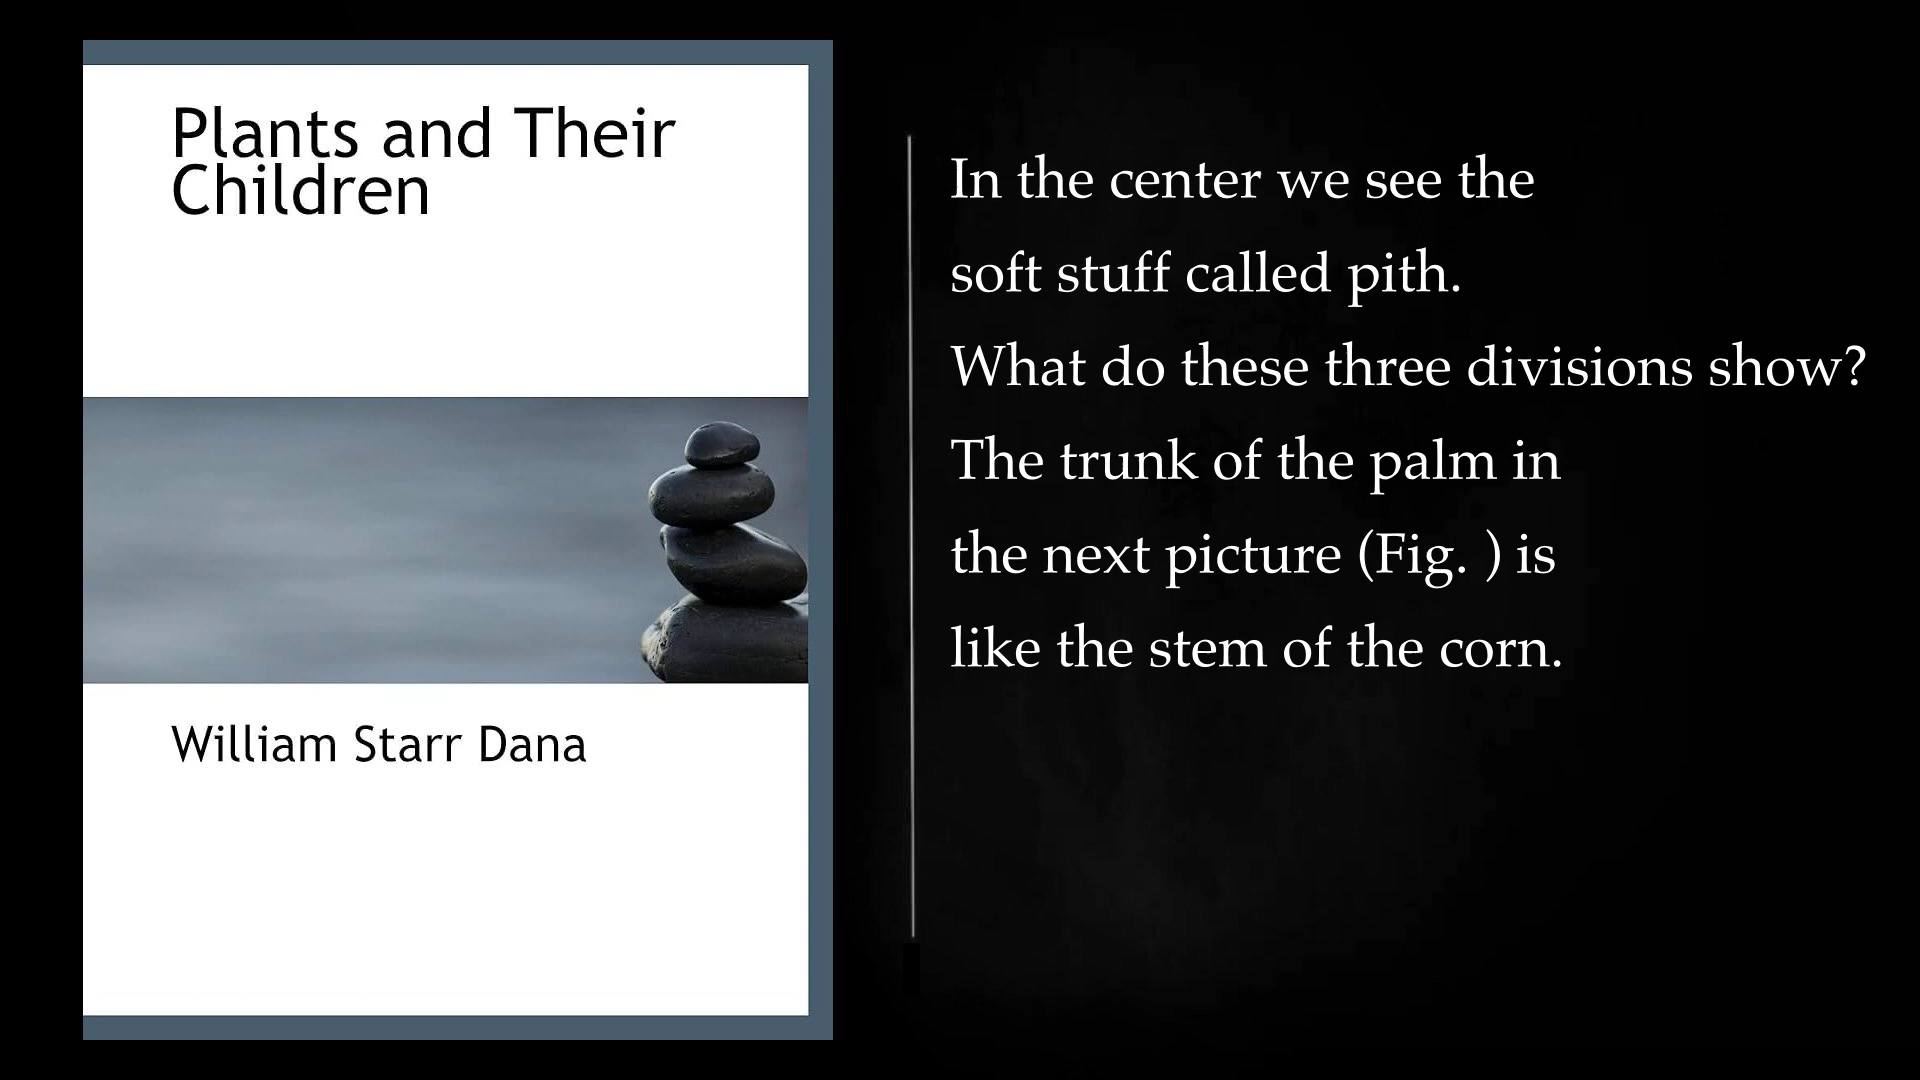 Plants and Their
Children
William Starr Dana
In the center we see the
soft stuff called pith.
What do these three divisions show?
The trunk of the palm in
the next picture (Fig. ) is
like the stem of the corn.